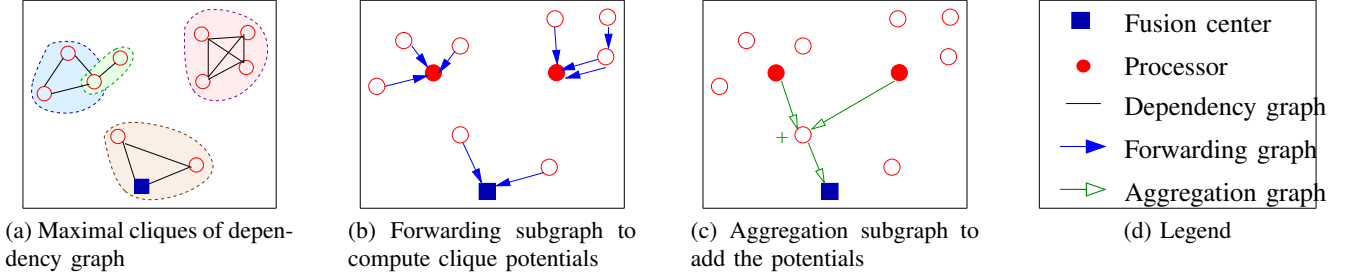 Fusion center
Processor
Dependency graph
Forwarding graph
+
Aggregation graph
(a) Maximal cliques of depen-
dency graph
(b) Forwarding subgraph to
compute clique potentials
(c) Aggregation subgraph to
add the potentials
(d) Legend